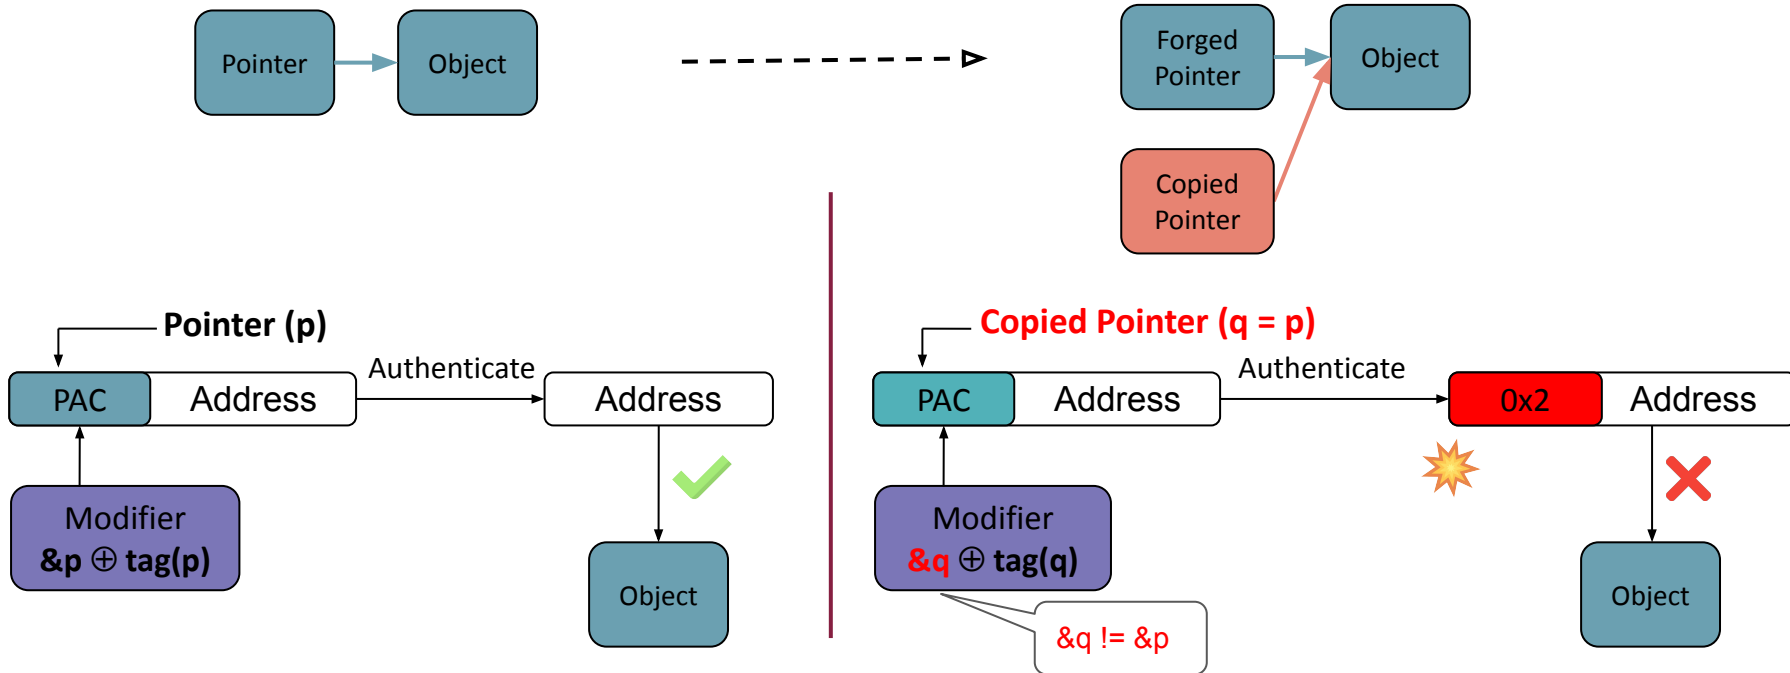 Pointer
Object
Forged
Pointer
Object
Copied
Pointer
Pointer (p)
PAC
Address
Authenticate
Address
Modifier
&p ⊕ tag(p)
Object
Copied Pointer (q = p)
PAC
Address
Authenticate
0x2
Address
Modifier
&q ⊕ tag(q)
&q != &p
Object